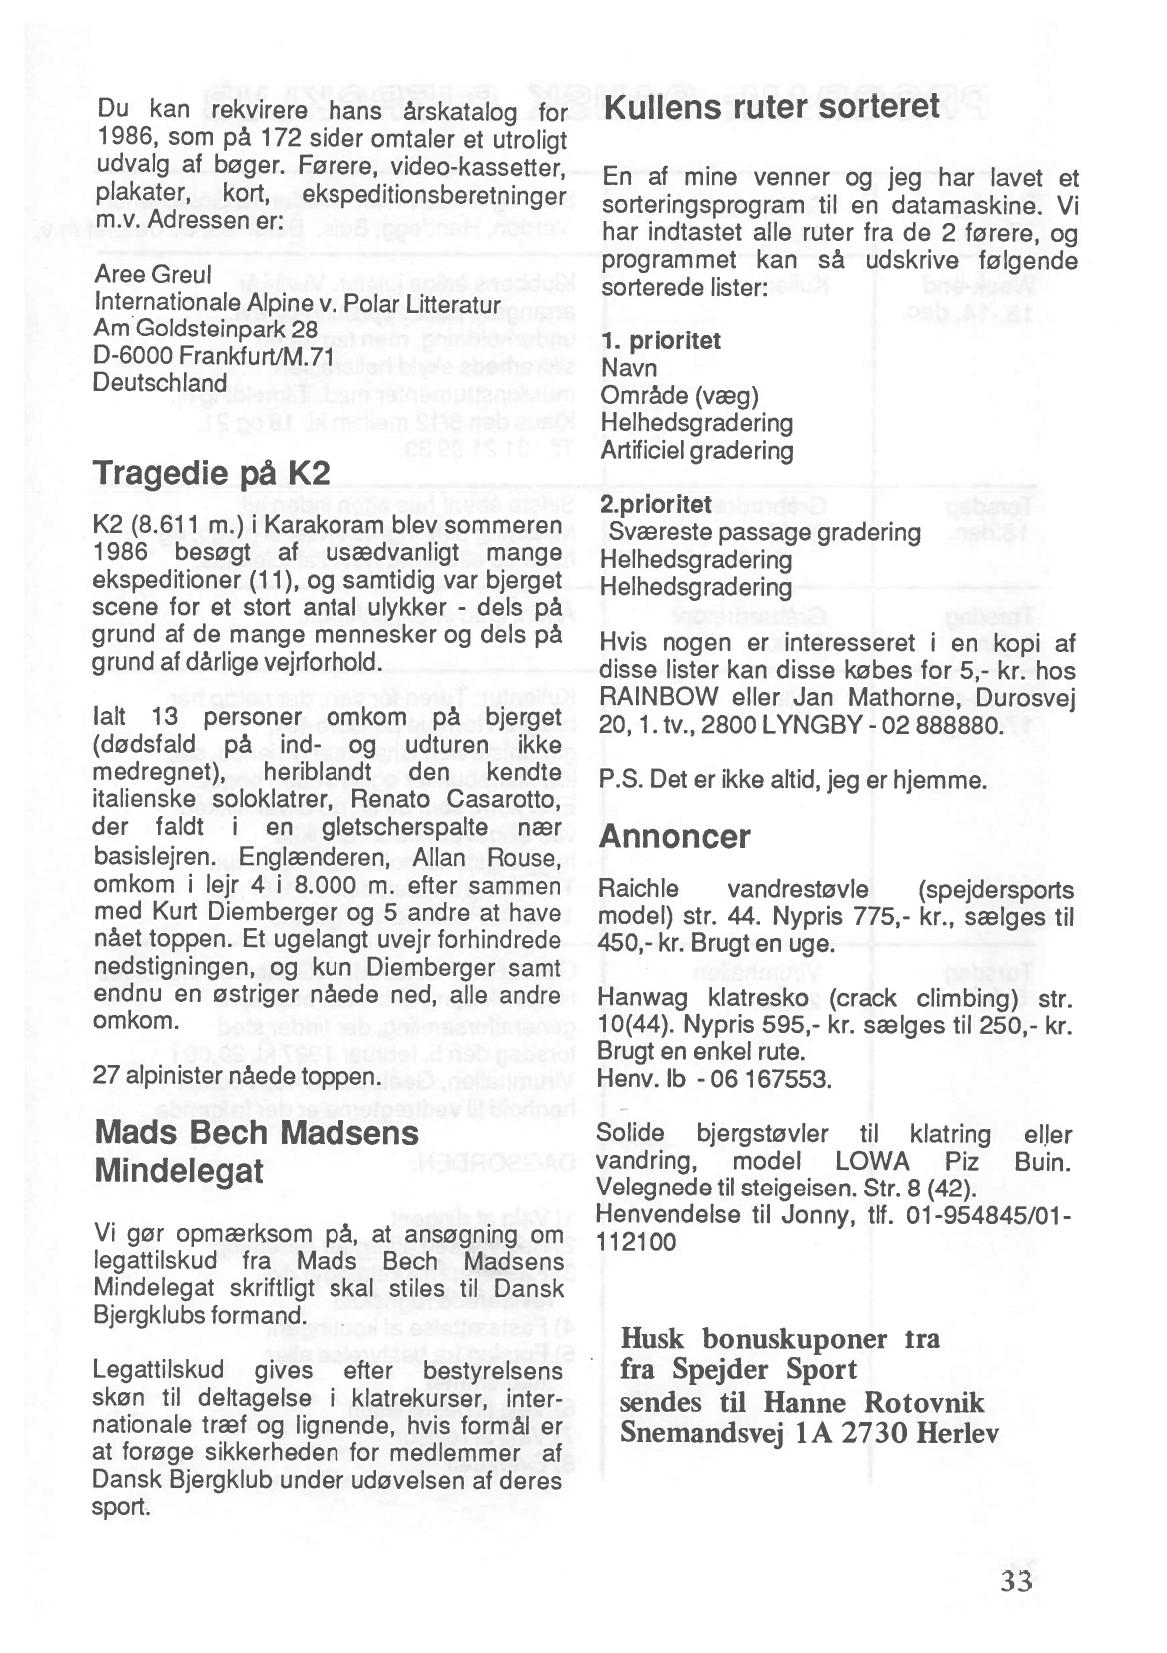 Du kan rekvirere hans årskatalog for
1986, som på 172 sider omtaler et utroligt
udvalg af bøger. Førere, video-kassetter,
plakater, kort, ekspeditionsberetninger
m.v. Adressen er:
Aree Greul
Internationale Alpine v. Polar Litteratur
Am Goldsteinpark 28
D-6000 Frankfurt/M.71
Deutschland
Tragedie på K2
K2 (8.611 m.) i Karakoram blev sommeren
1986 besøgt af usædvanligt mange
ekspeditioner (11), og samtidig var bjerget
scene for et stort antal ulykker - dels på
grund af de mange mennesker og dels på
grund af dårlige vejrforhold.
Ialt 13 personer omkom på bjerget
(dødsfald på ind- og udturen ikke
medregnet), heriblandt den kendte
italienske soloklatrer, Renato Casarotto,
der faldt i en gletscherspalte nær
basislejren. Englænderen, Allan Rouse,
omkom i lejr 4 i 8.000 m. efter sammen
med Kurt Diemberger og 5 andre at have
nået toppen. Et ugelangt uvejr forhindrede
nedstigningen, og kun Diemberger samt
endnu en østriger nåede ned, alle andre
omkom.
27 alpinister nåede toppen.
Mads Bech Madsens
Mindelegat
Vi gør opmærksom på, at ansøgning om
legattilskud fra Mads Bech Madsens
Mindelegat skriftligt skal stiles til Dansk
Bjergklubs formand.
Legattilskud gives efter bestyrelsens
skøn til deltagelse i klatrekurser, inter-
nationale træf og lignende, hvis formål er
at forøge sikkerheden for medlemmer af
Dansk Bjergklub under udøvelsen af deres
sport.
Kullens ruter sorteret
En af mine venner og jeg har lavet et
sorteringsprogram til en datamaskine. Vi
har indtastet alle ruter fra de 2 førere, og
programmet kan så udskrive følgende
sorterede lister:
1. prioritet
Navn
Område (væg)
Helhedsgradering
Artificiel gradering
2.prioritet
Sværeste passage gradering
Helhedsgradering
Helhedsgradering
Hvis nogen er interesseret i en kopi af
disse lister kan disse købes for 5,- kr. hos
RAINBOW eller Jan Mathorne, Durosvej
20, 1. tv., 2800 LYNGBY - 02 888880.
P.S. Det er ikke altid, jeg er hjemme.
Annoncer
Raichle vandrestøvle (spejdersports
model) str. 44. Nypris 775,- kr., sælges til
450,- kr. Brugt en uge.
Hanwag klatresko (crack climbing) str.
10(44). Nypris 595,- kr. sælges til 250,- kr.
Brugt en enkel rute.
Henv. Ib - 06 167553.
Solide bjergstøvler til klatring eller
vandring, model LOWA Piz Buin.
Velegnede til steigeisen. Str. 8 (42).
Henvendelse til Jonny, tlf. 01-954845/01-
112100
Husk bonuskuponer tra
fra Spejder Sport
sendes til Hanne Rotovnik
Snemandsvej 1A 2730 Herlev
33